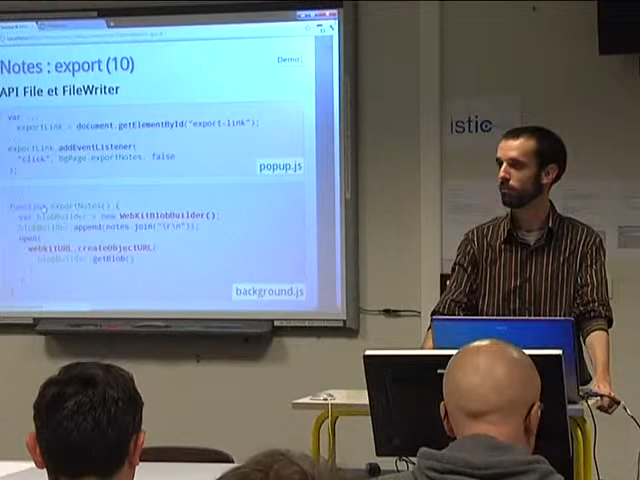 Notes : export (10)
Demo
API File et FileWriter
var ...
exportLink = document.getElementById("export-link");
exportLink.addEventListener(
"click", bgPage.exportNotes, false
);
popup.js
function exportNotes() {
var blobBuilder = new WebKitBlobBuilder();
blobBuilder.append(notes.join("\r\n"));
open(
webkitURL.createObjectURL(
blobBuilder.getBlob()
background.js
istic